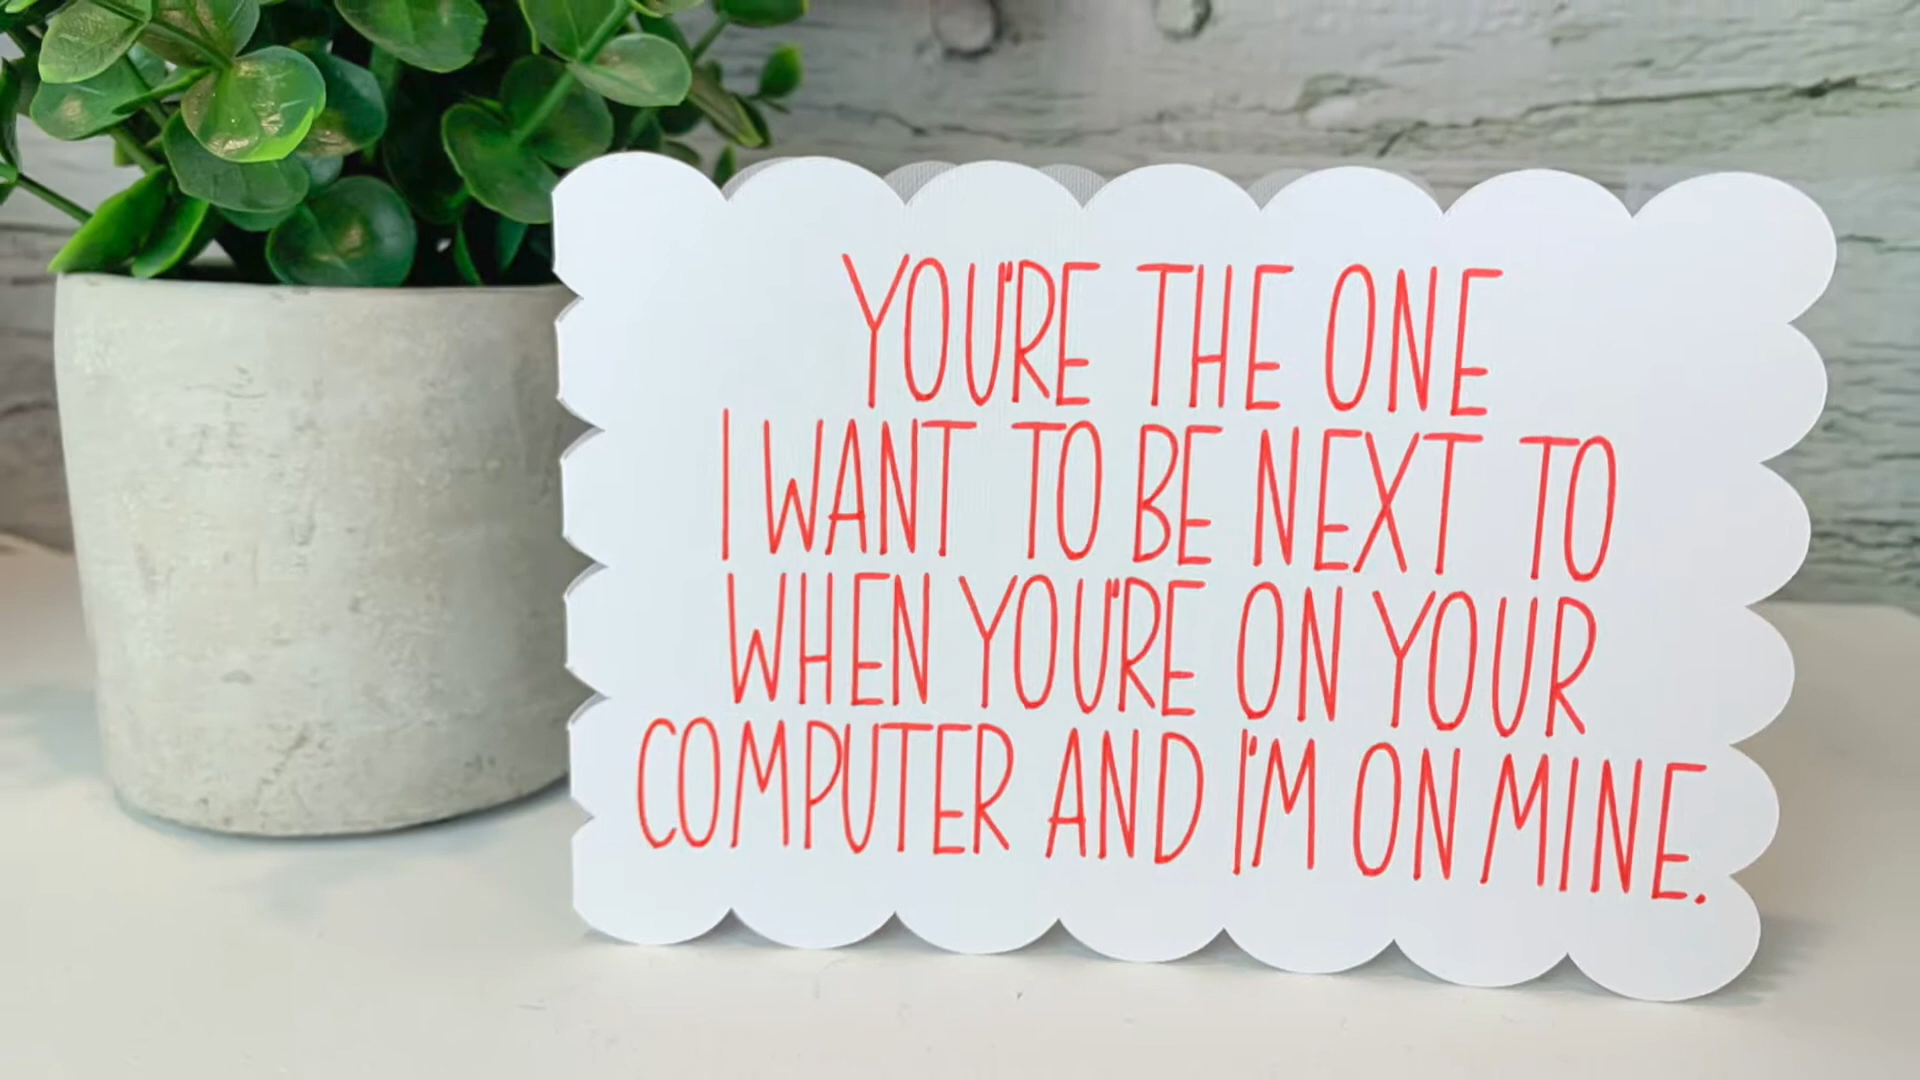 YOU'RE THE ONE
I WANT TO BE NEXT TO
WHEN YOU'RE ON YOUR
COMPUTER AND I'M ON MINE.